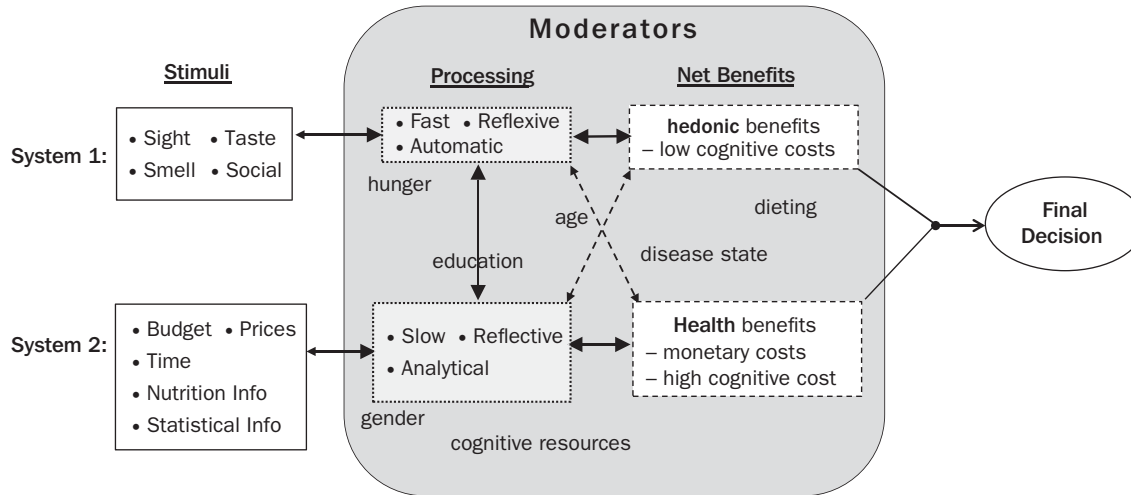 Moderators
Stimuli
Processing
Net Benefits
System 1:
• Sight • Taste
• Smell • Social
• Fast • Reflexive
• Automatic
hedonic benefits
– low cognitive costs
hunger
age
dieting
education
disease state
Final
Decision
System 2:
• Budget • Prices
• Time
• Nutrition Info
• Statistical Info
• Slow • Reflective
• Analytical
Health benefits
– monetary costs
– high cognitive cost
gender
cognitive resources